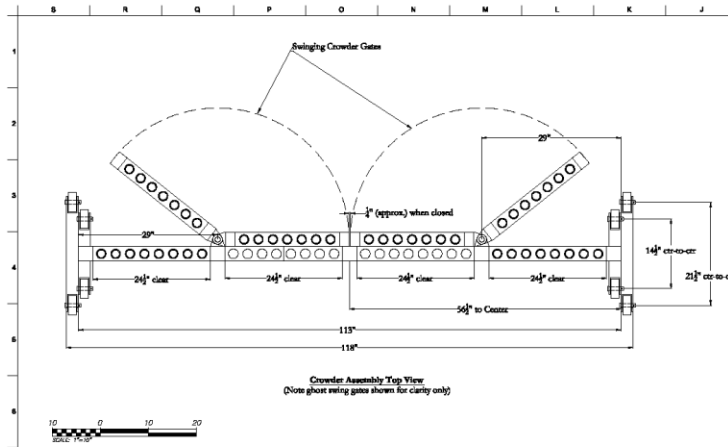 S R Q P O N M L K J
1
2
3
4
5
6
Swinging Crowder Gates
29"
¼" (approx.) when closed
29"
14½" ctr-to-ctr
24½" clear 24½" clear 24½" clear 24½" clear
21½" ctr-to-c
56½" to Center
113"
118"
Crowder Assembly Top View
(Note ghost swing gates shown for clarity only)
10 0 10 20
SCALE: 1"=10"